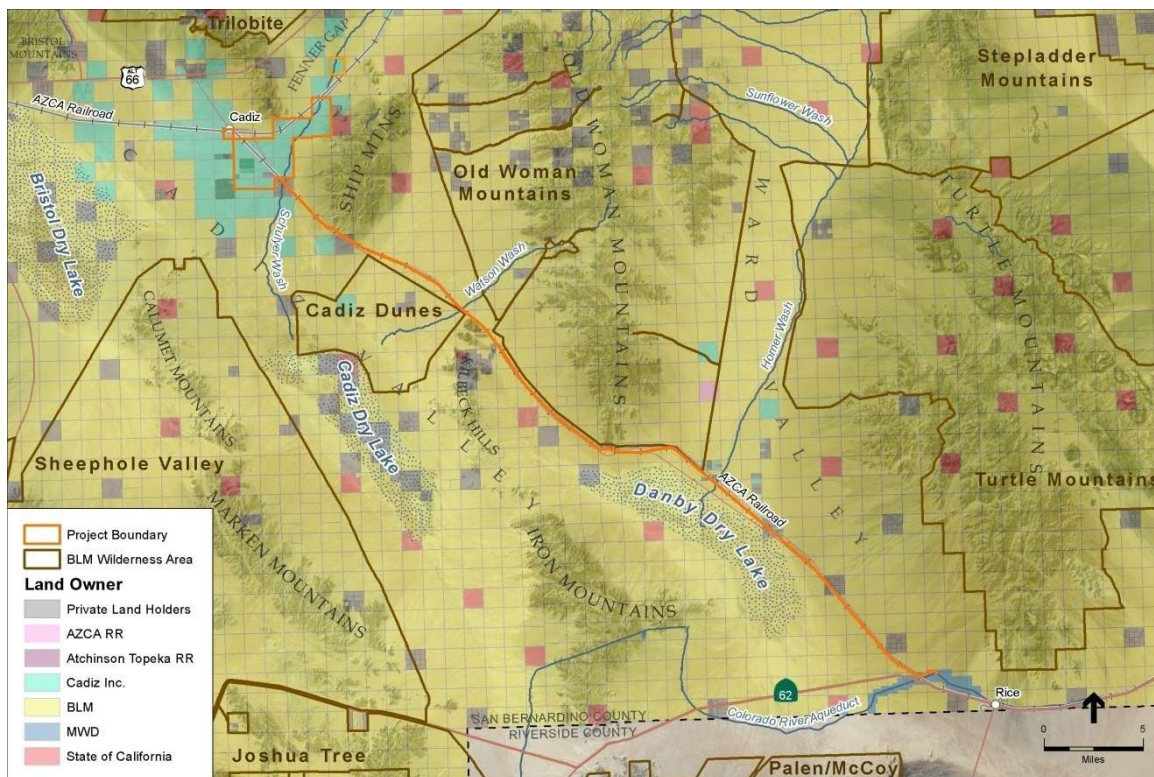 Trilobite
BRISTOL
MOUNTAINS
ALT
66
FENNER GAP
AZCA Railroad
Cadiz
SHIP MTNS
Bristol Dry Lake
CADIZ VALLEY
Schulyer Wash
OLD WOMAN MOUNTAINS
Old Woman
Mountains
Sunflower Wash
Stepladder
Mountains
WARD VALLEY
TURTLE MOUNTAINS
Watson Wash
Homer Wash
Cadiz Dunes
CALUMET MOUNTAINS
KILBECK HILLS
Cadiz Dry Lake
Sheephole Valley
MARKEN MOUNTAINS
Turtle Mountains
AZCA Railroad
Danby Dry Lake
IRON MOUNTAINS
62
Colorado River Aqueduct
Rice
SAN BERNARDINO COUNTY
RIVERSIDE COUNTY
Joshua Tree
Palen/McCoy
0 5
Miles
Project Boundary
BLM Wilderness Area
Land Owner
Private Land Holders
AZCA RR
Atchinson Topeka RR
Cadiz Inc.
BLM
MWD
State of California